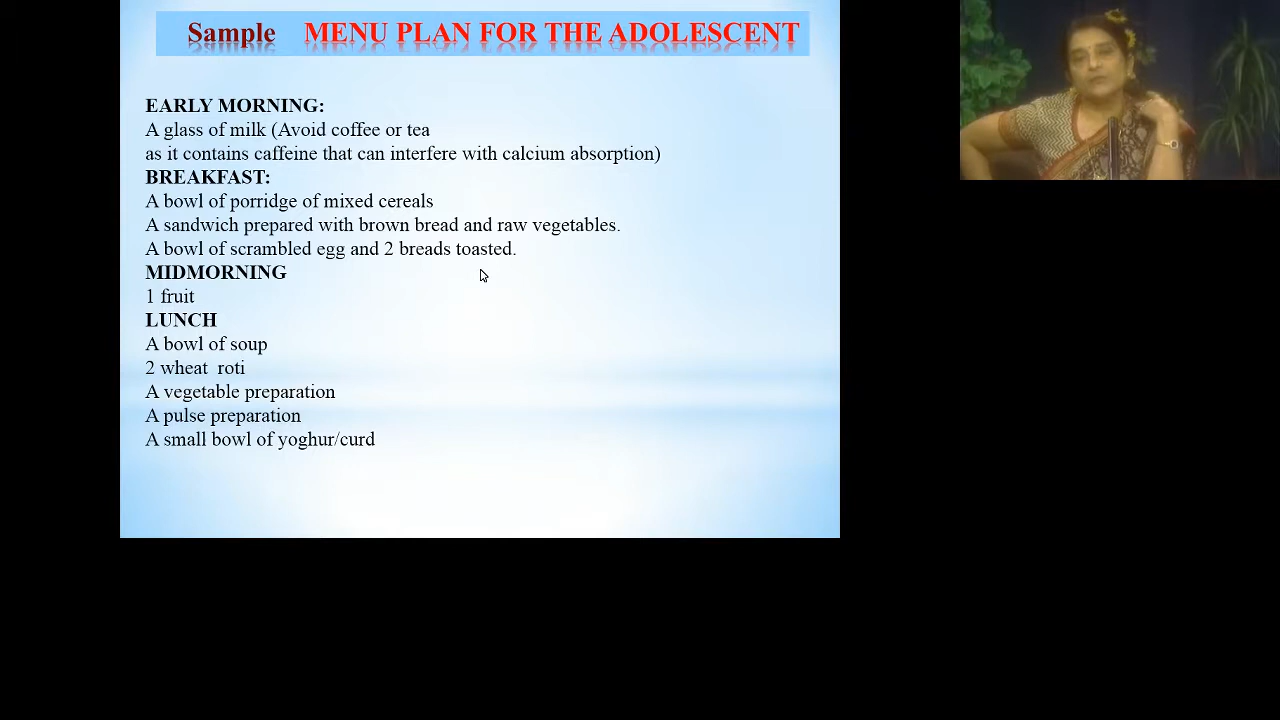 Sample MENU PLAN FOR THE ADOLESCENT
EARLY MORNING:
A glass of milk (Avoid coffee or tea
as it contains caffeine that can interfere with calcium absorption)
BREAKFAST:
A bowl of porridge of mixed cereals
A sandwich prepared with brown bread and raw vegetables.
A bowl of scrambled egg and 2 breads toasted.
MIDMORNING
1 fruit
LUNCH
A bowl of soup
2 wheat roti
A vegetable preparation
A pulse preparation
A small bowl of yoghur/curd